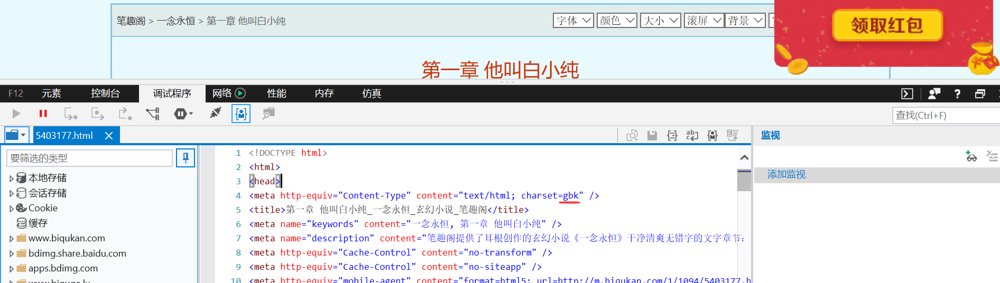 笔趣阁 > 一念永恒 > 第一章 他叫白小纯
字体 颜色 大小 滚屏 背景
领取红包
第一章 他叫白小纯
F12 元素 控制台 调试程序 网络 性能 内存 仿真
查找(Ctrl+F)
5403177.html
监视
要筛选的类型
添加监视
本地存储
会话存储
Cookie
缓存
www.biqukan.com
bdimg.share.baidu.com
apps.bdimg.com
1 <!DOCTYPE html>
2 <html>
3 <head>
4 <meta http-equiv="Content-Type" content="text/html; charset=gbk" />
5 <title>第一章 他叫白小纯_一念永恒_玄幻小说_笔趣阁</title>
6 <meta name="keywords" content="一念永恒, 第一章 他叫白小纯" />
7 <meta name="description" content="笔趣阁提供了耳根创作的玄幻小说《一念永恒》干净清爽无错字的文字章节:
8 <meta http-equiv="Cache-Control" content="no-transform" />
9 <meta http-equiv="Cache-Control" content="no-siteapp" />
10 <meta http-equiv="mobile-agent" content="format=html5; url=http://m.biqukan.com/1/1094/5403177.h